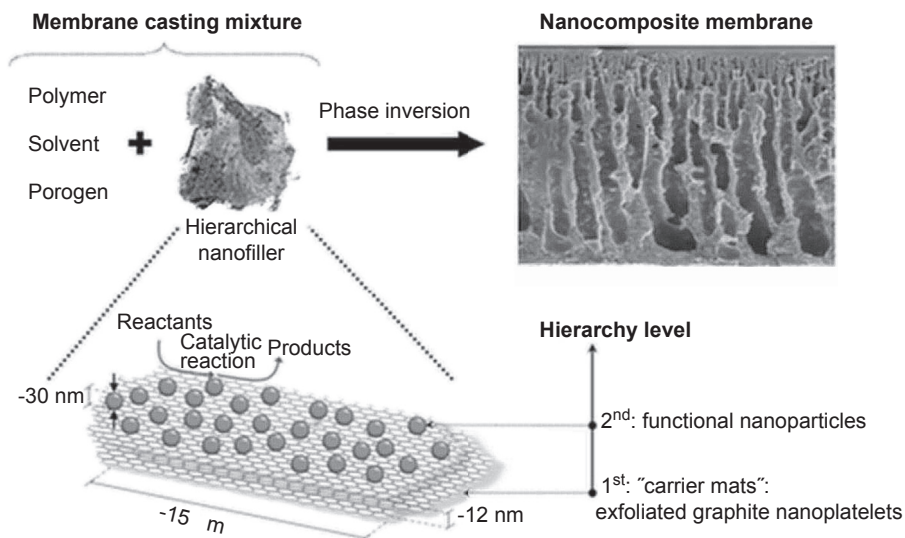 Membrane casting mixture
Nanocomposite membrane
Polymer
Solvent
Porogen
Phase inversion
Hierarchical
nanofiller
Reactants
Catalytic
reaction
Products
-30 nm
-15 m
-12 nm
Hierarchy level
2nd: functional nanoparticles
1st: ˝carrier mats˝:
exfoliated graphite nanoplatelets